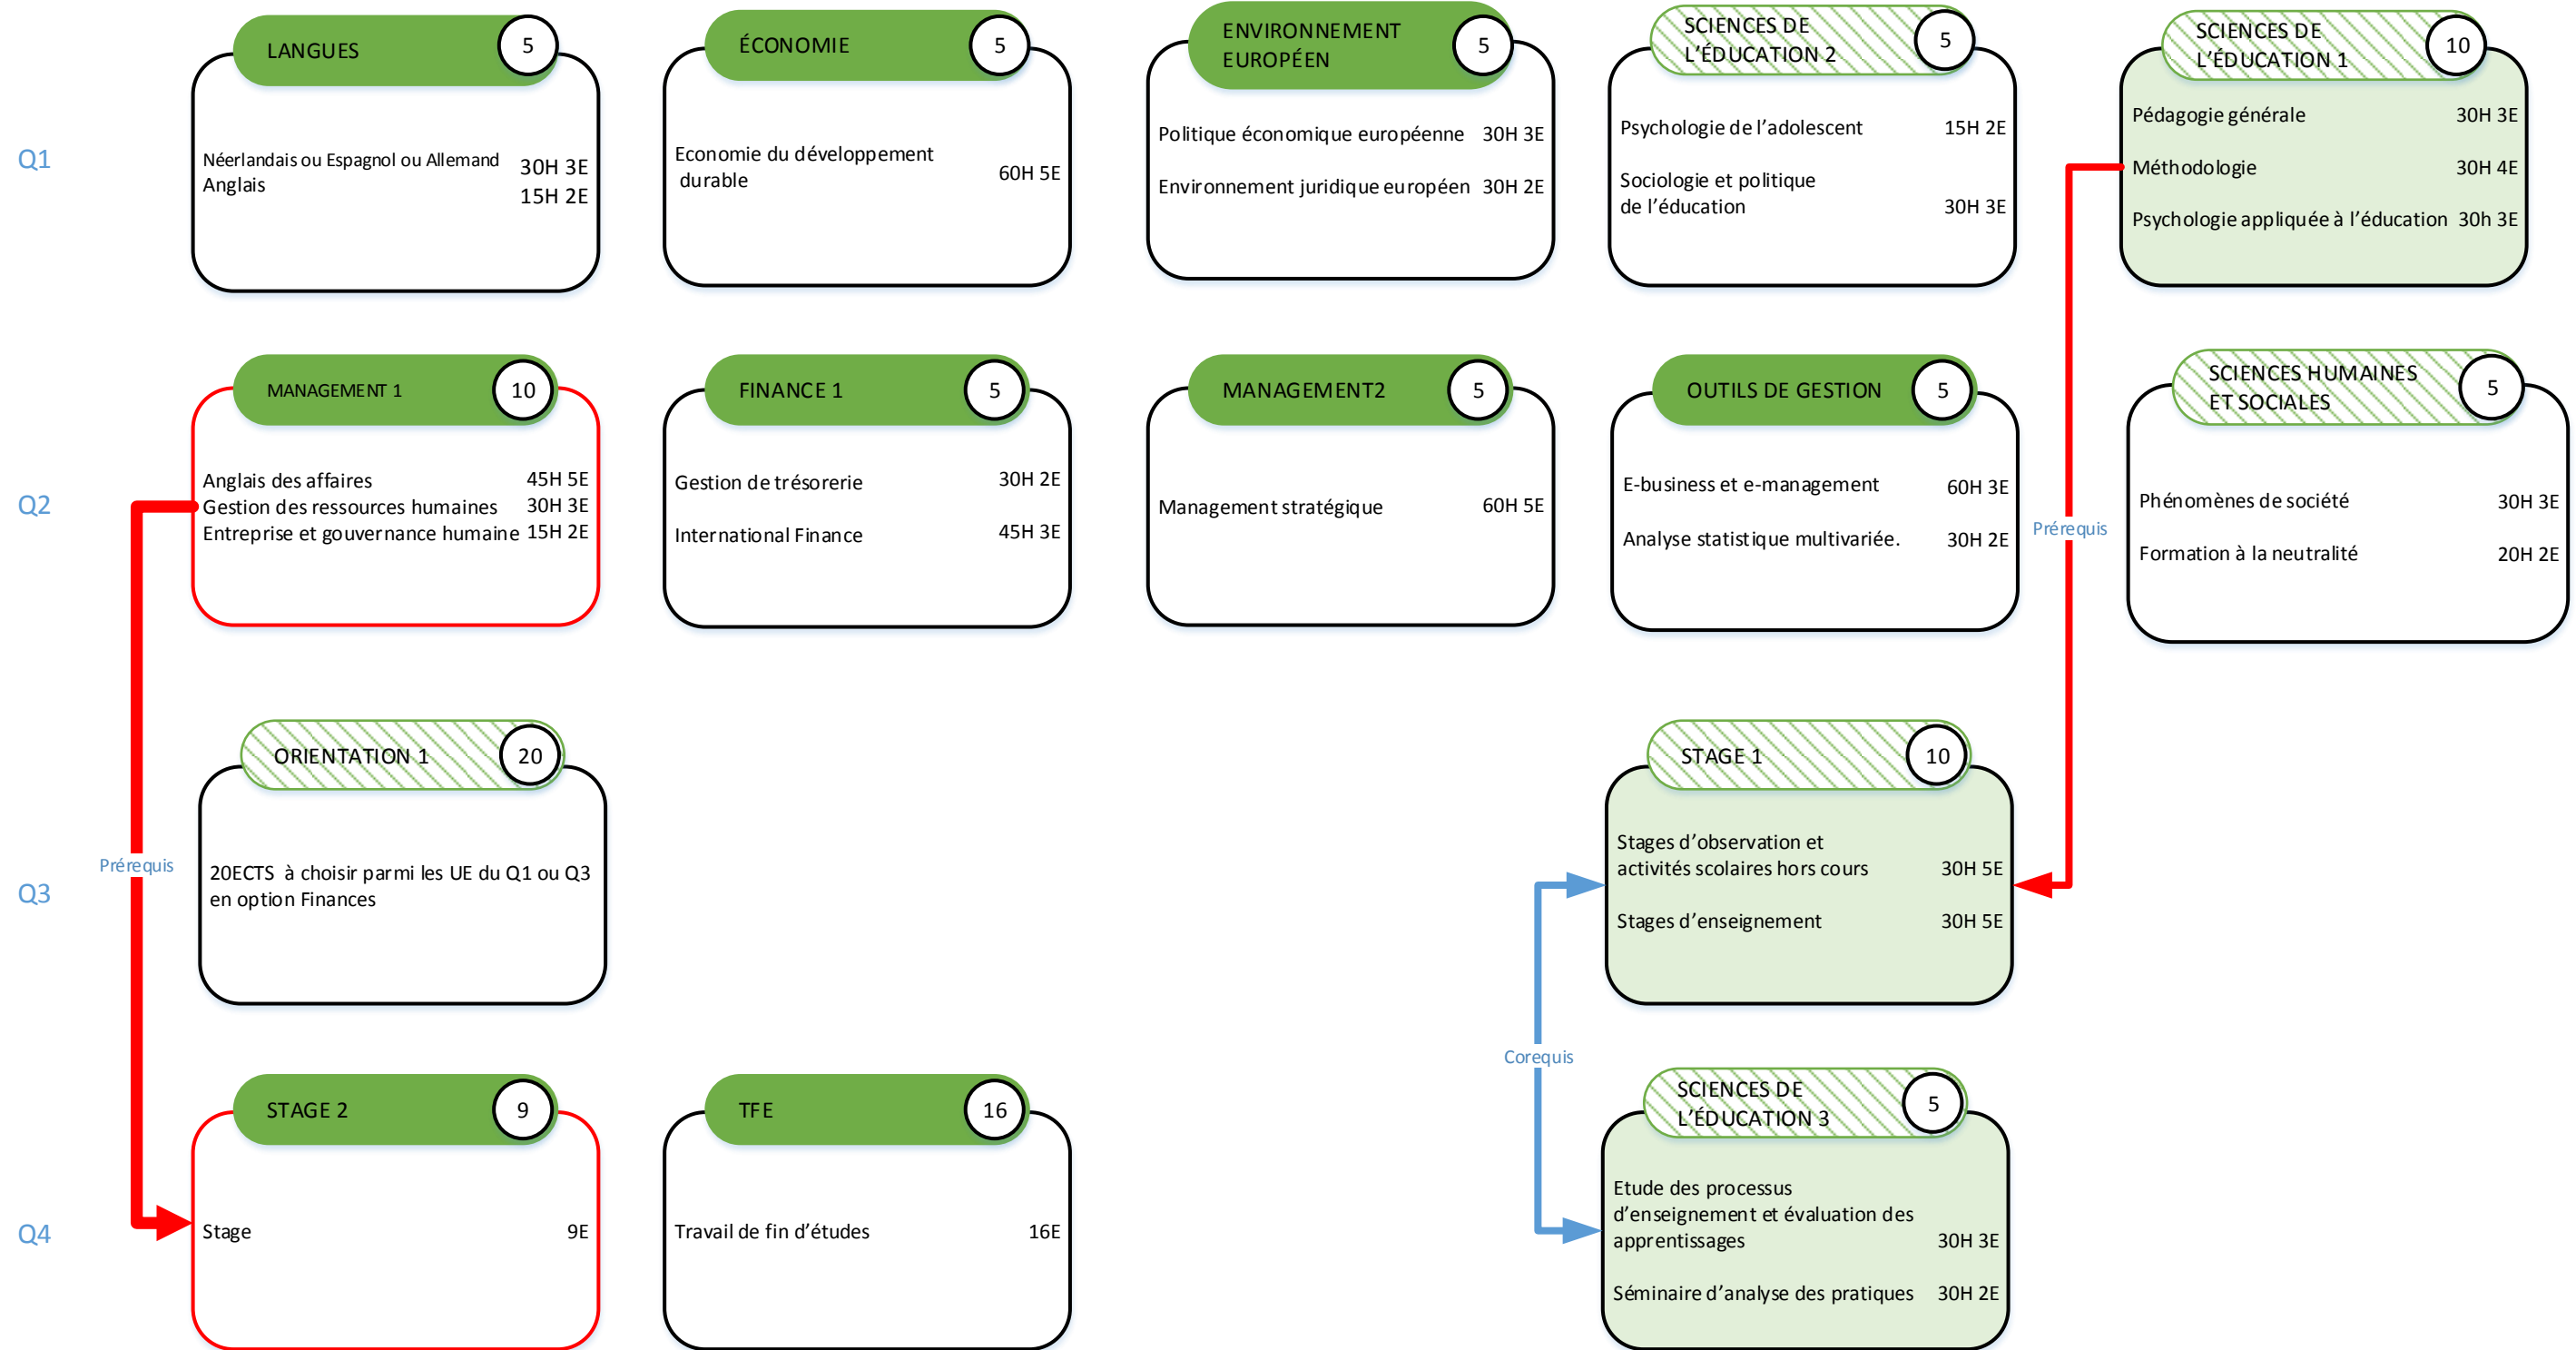 Q1
LANGUES
5
Néerlandais ou Espagnol ou Allemand 30H 3E
Anglais 15H 2E
ÉCONOMIE
5
Economie du développement
durable 60H 5E
ENVIRONNEMENT
EUROPÉEN
5
Politique économique européenne 30H 3E
Environnement juridique européen 30H 2E
SCIENCES DE
L'ÉDUCATION 2
5
Psychologie de l'adolescent 15H 2E
Sociologie et politique
de l'éducation 30H 3E
SCIENCES DE
L'ÉDUCATION 1
10
Pédagogie générale 30H 3E
Méthodologie 30H 4E
Psychologie appliquée à l'éducation 30h 3E
Q2
MANAGEMENT 1
10
Anglais des affaires 45H 5E
Gestion des ressources humaines 30H 3E
Entreprise et gouvernance humaine 15H 2E
FINANCE 1
5
Gestion de trésorerie 30H 2E
International Finance 45H 3E
MANAGEMENT2
5
Management stratégique 60H 5E
OUTILS DE GESTION
5
E-business et e-management 60H 3E
Analyse statistique multivariée. 30H 2E
Prérequis
SCIENCES HUMAINES
ET SOCIALES
5
Phénomènes de société 30H 3E
Formation à la neutralité 20H 2E
Q3
Prérequis
ORIENTATION 1
20
20ECTS à choisir parmi les UE du Q1 ou Q3
en option Finances
STAGE 1
10
Stages d'observation et
activités scolaires hors cours 30H 5E
Stages d'enseignement 30H 5E
Corequis
Q4
STAGE 2
9
Stage 9E
TFE
16
Travail de fin d'études 16E
SCIENCES DE
L'ÉDUCATION 3
5
Etude des processus
d'enseignement et évaluation des
apprentissages 30H 3E
Séminaire d'analyse des pratiques 30H 2E